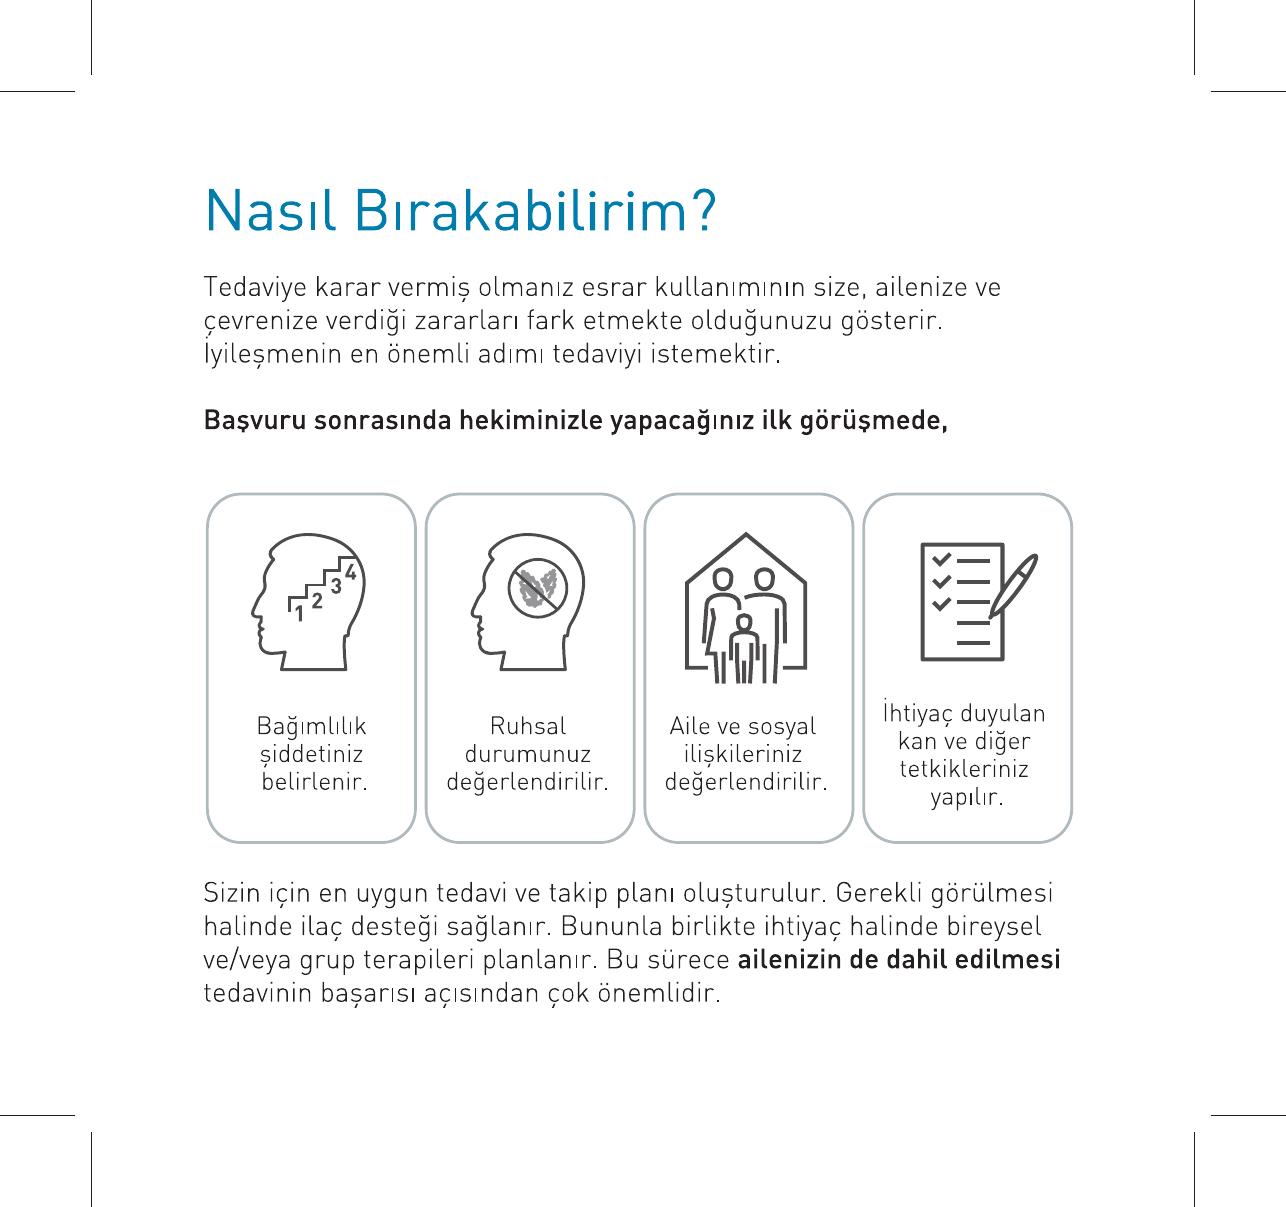 Nasıl Bırakabilirim?
Tedaviye karar vermiş olmanız esrar kullanımının size, ailenize ve
çevrenize verdiği zararları fark etmekte olduğunuzu gösterir.
İyileşmenin en önemli adımı tedaviyi istemektir.
Başvuru sonrasında hekiminizle yapacağınız ilk görüşmede,
1 2 3 4
Bağımlılık
şiddetiniz
belirlenir.
Ruhsal
durumunuz
değerlendirilir.
Aile ve sosyal
ilişkileriniz
değerlendirilir.
İhtiyaç duyulan
kan ve diğer
tetkikleriniz
yapılır.
Sizin için en uygun tedavi ve takip planı oluşturulur. Gerekli görülmesi
halinde ilaç desteği sağlanır. Bununla birlikte ihtiyaç halinde bireysel
ve/veya grup terapileri planlanır. Bu sürece ailenizin de dahil edilmesi
tedavinin başarısı açısından çok önemlidir.